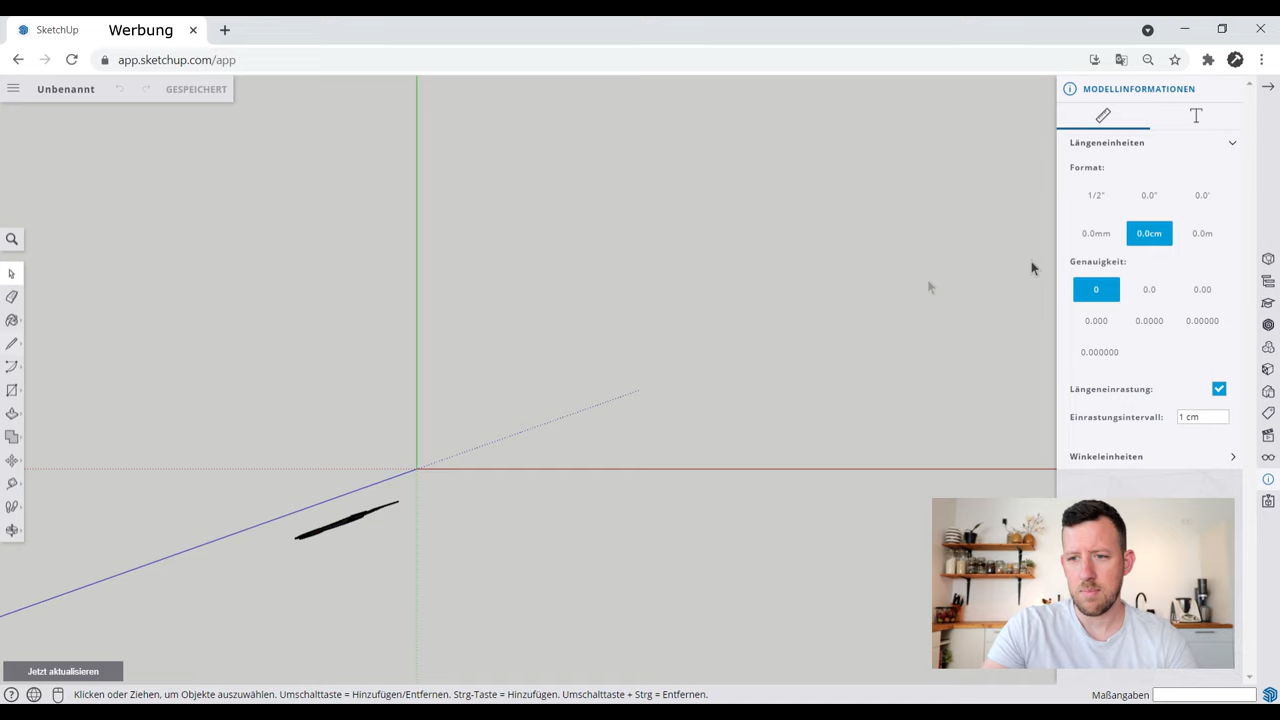 SketchUp
Werbung
app.sketchup.com/app
Unbenannt
GESPEICHERT
MODELLINFORMATIONEN
Längeneinheiten
Format:
1/2" 0.0" 0.0'
0.0mm 0.0cm 0.0m
Genauigkeit:
0 0.0 0.00
0.000 0.0000 0.00000
0.000000
Längeneinrastung:
Einrastungsintervall: 1 cm
Winkeleinheiten
Jetzt aktualisieren
Klicken oder Ziehen, um Objekte auszuwählen. Umschalttaste = Hinzufügen/Entfernen. Strg-Taste = Hinzufügen. Umschalttaste + Strg = Entfernen.
Maßangaben